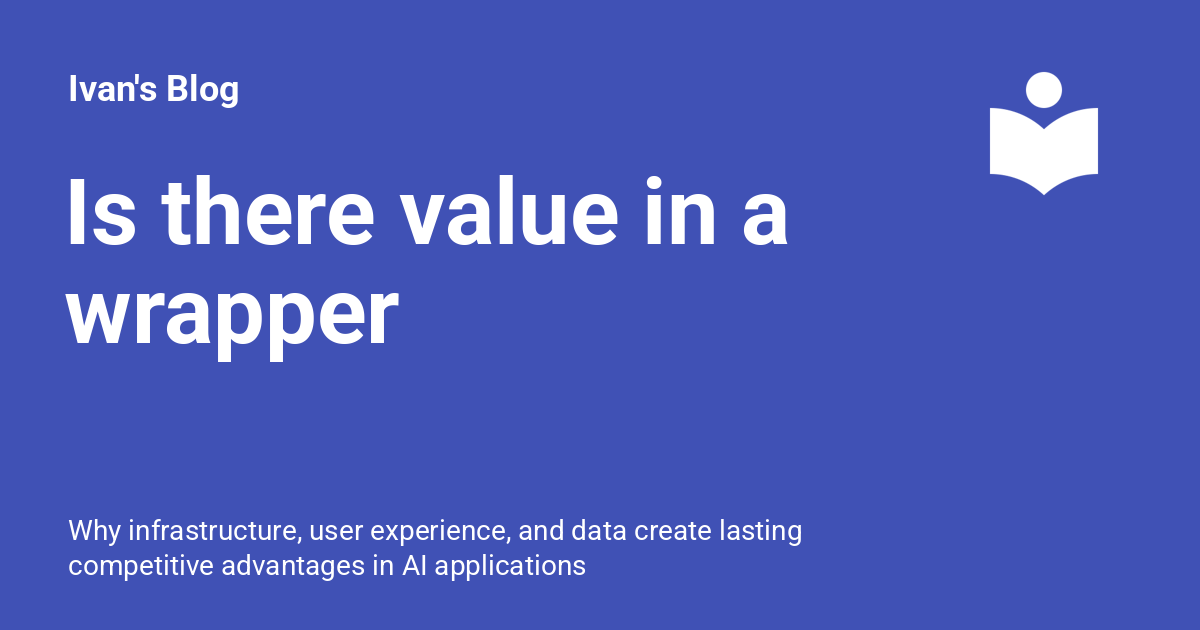 Ivan's Blog
Is there value in a
wrapper
Why infrastructure, user experience, and data create lasting
competitive advantages in AI applications